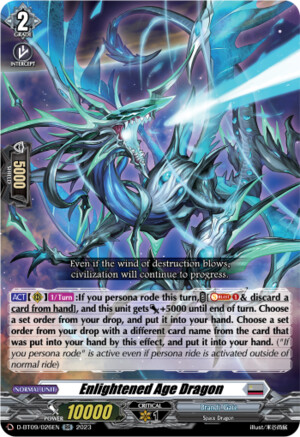 2
GRADE
INTERCEPT
5000
SHIELD
Even if the wind of destruction blows,
civilization will continue to progress.
ACT 1/Turn :If you persona rode this turn, [ 1 & discard a
card from hand], and this unit gets +5000 until end of turn. Choose
a set order from your drop, and put it into your hand. Choose a set
order from your drop with a different card name from the card that
was put into your hand by this effect, and put it into your hand. ("If
you persona rode" is active even if persona ride is activated outside of
normal ride)
NORMAL UNIT
Enlightened Age Dragon
POWER 10000
CRITICAL
1
Brandt Gate
Space Dragon
D-BT09/026EN RR 2023